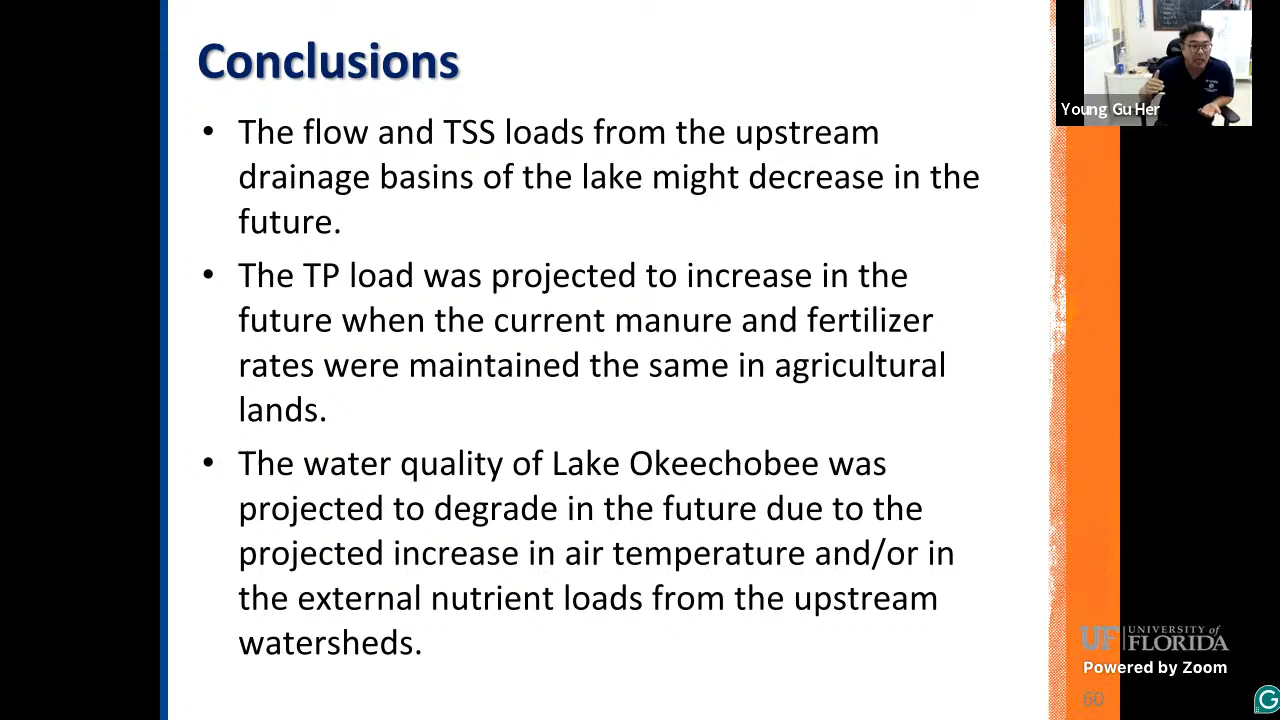 Conclusions
• The flow and TSS loads from the upstream
drainage basins of the lake might decrease in the
future.
• The TP load was projected to increase in the
future when the current manure and fertilizer
rates were maintained the same in agricultural
lands.
• The water quality of Lake Okeechobee was
projected to degrade in the future due to the
projected increase in air temperature and/or in
the external nutrient loads from the upstream
watersheds.
Young Gu Her
UF UNIVERSITY of
FLORIDA
Powered by Zoom
60
G